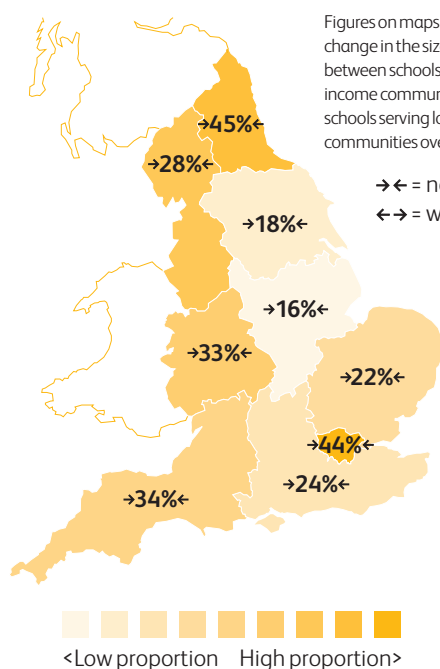 Figures on maps
change in the siz
between schools
income commun
schools serving lo
communities ove
→← = n
←→ = w
→45%←
→28%←
→18%←
→16%←
→33%←
→22%←
→44%←
→24%←
→34%←
<Low proportion High proportion>